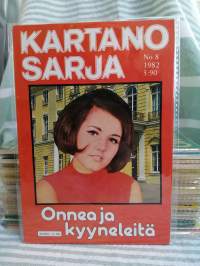 KARTANO
SARJA
No 8
1982
3:90
Onnea ja
kyyneleitä